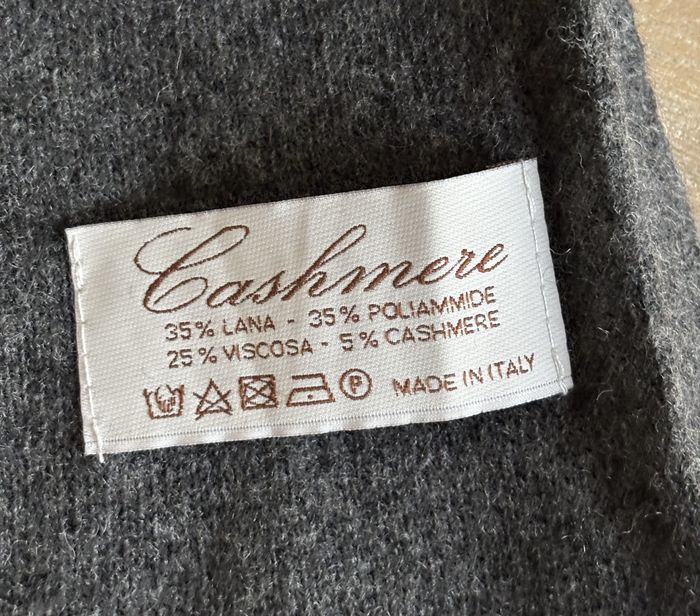 Cashmere
35% LANA - 35% POLIAMMIDE
25% VISCOSA - 5% CASHMERE
P MADE IN ITALY